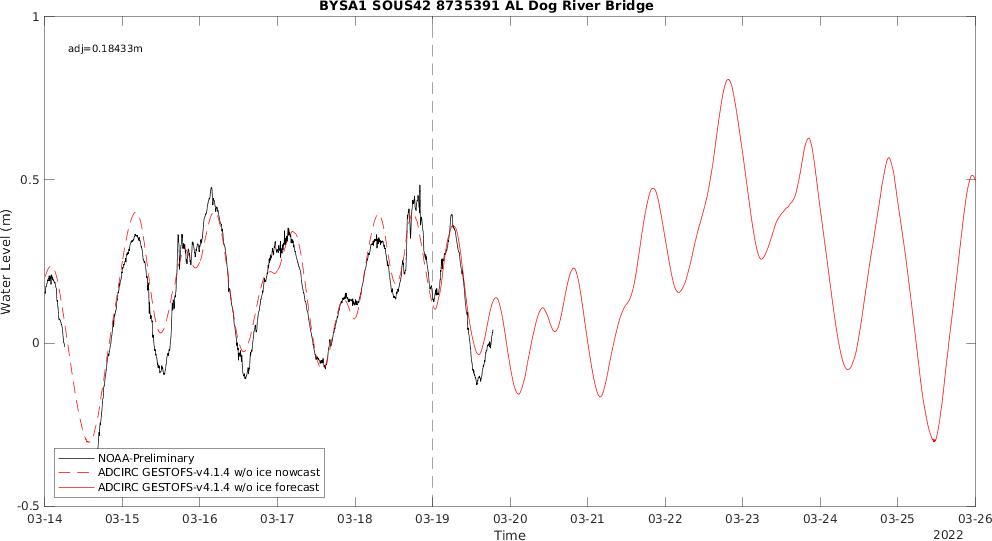 BYSA1 SOUS42 8735391 AL Dog River Bridge
adj=0.18433m
1
0.5
0
-0.5
Water Level (m)
NOAA-Preliminary
ADCIRC GESTOFS-v4.1.4 w/o ice nowcast
ADCIRC GESTOFS-v4.1.4 w/o ice forecast
03-14 03-15 03-16 03-17 03-18 03-19 03-20 03-21 03-22 03-23 03-24 03-25 03-26
Time
2022